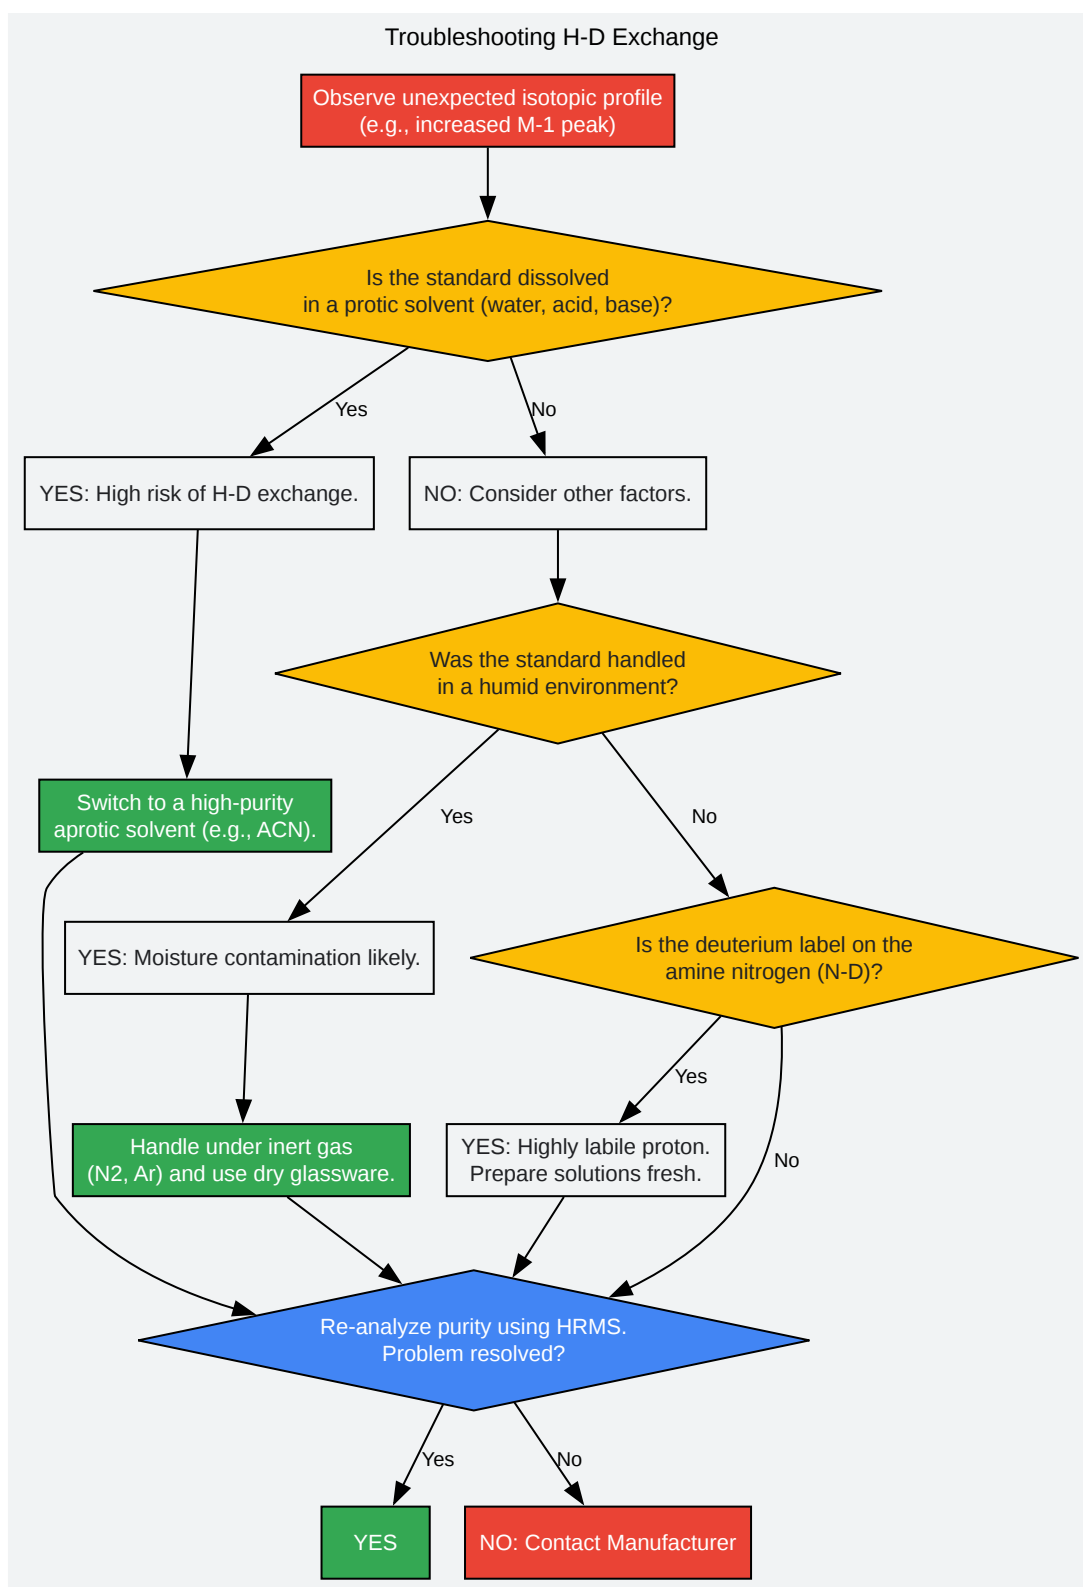 Troubleshooting H-D Exchange
Observe unexpected isotopic profile
(e.g., increased M-1 peak)
Is the standard dissolved
in a protic solvent (water, acid, base)?
Yes
No
YES: High risk of H-D exchange.
NO: Consider other factors.
Was the standard handled
in a humid environment?
Switch to a high-purity
aprotic solvent (e.g., ACN).
Yes
No
YES: Moisture contamination likely.
Is the deuterium label on the
amine nitrogen (N-D)?
Yes
No
Handle under inert gas
(N2, Ar) and use dry glassware.
YES: Highly labile proton.
Prepare solutions fresh.
Re-analyze purity using HRMS.
Problem resolved?
Yes
No
YES
NO: Contact Manufacturer